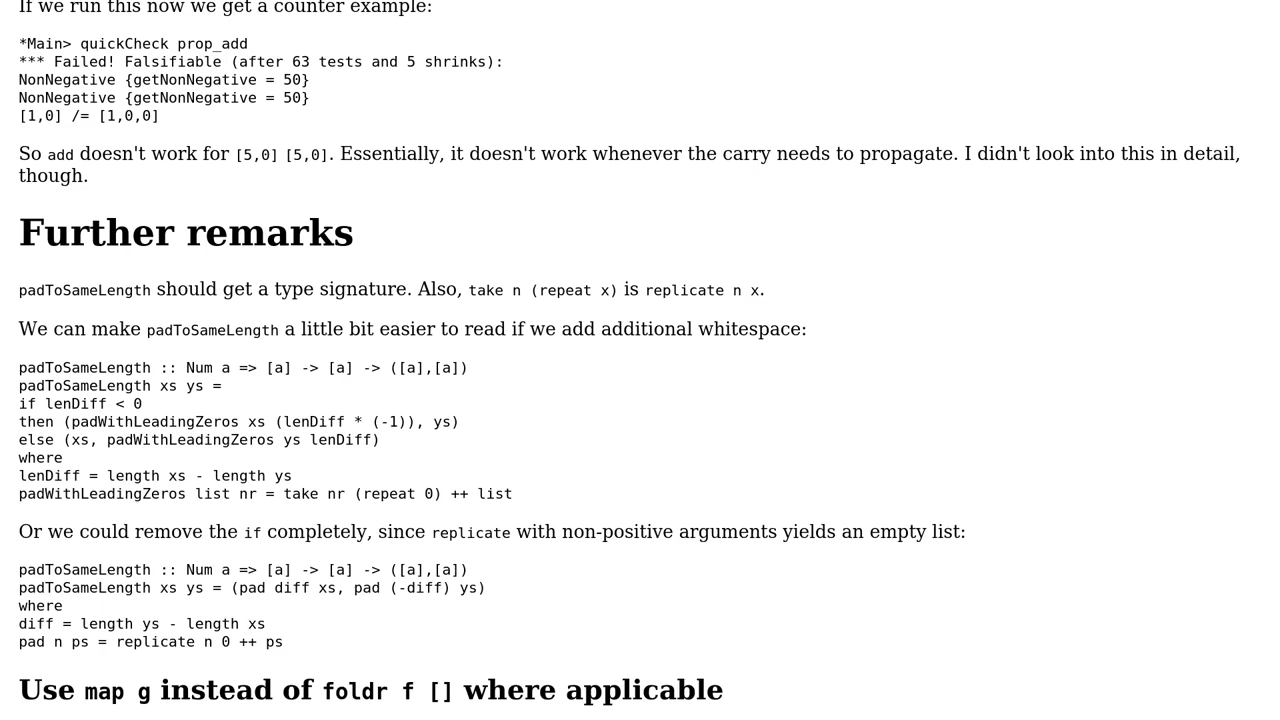 If we run this now we get a counter example:
*Main> quickCheck prop_add
*** Failed! Falsifiable (after 63 tests and 5 shrinks):
NonNegative {getNonNegative = 50}
NonNegative {getNonNegative = 50}
[1,0] /= [1,0,0]
So add doesn't work for [5,0] [5,0]. Essentially, it doesn't work whenever the carry needs to propagate. I didn't look into this in detail,
though.
Further remarks
padToSameLength should get a type signature. Also, take n (repeat x) is replicate n x.
We can make padToSameLength a little bit easier to read if we add additional whitespace:
padToSameLength :: Num a => [a] -> [a] -> ([a],[a])
padToSameLength xs ys =
if lenDiff < 0
then (padWithLeadingZeros xs (lenDiff * (-1)), ys)
else (xs, padWithLeadingZeros ys lenDiff)
where
lenDiff = length xs - length ys
padWithLeadingZeros list nr = take nr (repeat 0) ++ list
Or we could remove the if completely, since replicate with non-positive arguments yields an empty list:
padToSameLength :: Num a => [a] -> [a] -> ([a],[a])
padToSameLength xs ys = (pad diff xs, pad (-diff) ys)
where
diff = length ys - length xs
pad n ps = replicate n 0 ++ ps
Use map g instead of foldr f [] where applicable